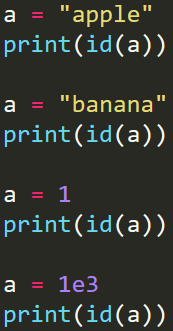 a = "apple"
print(id(a))
a = "banana"
print(id(a))
a = 1
print(id(a))
a = 1e3
print(id(a))